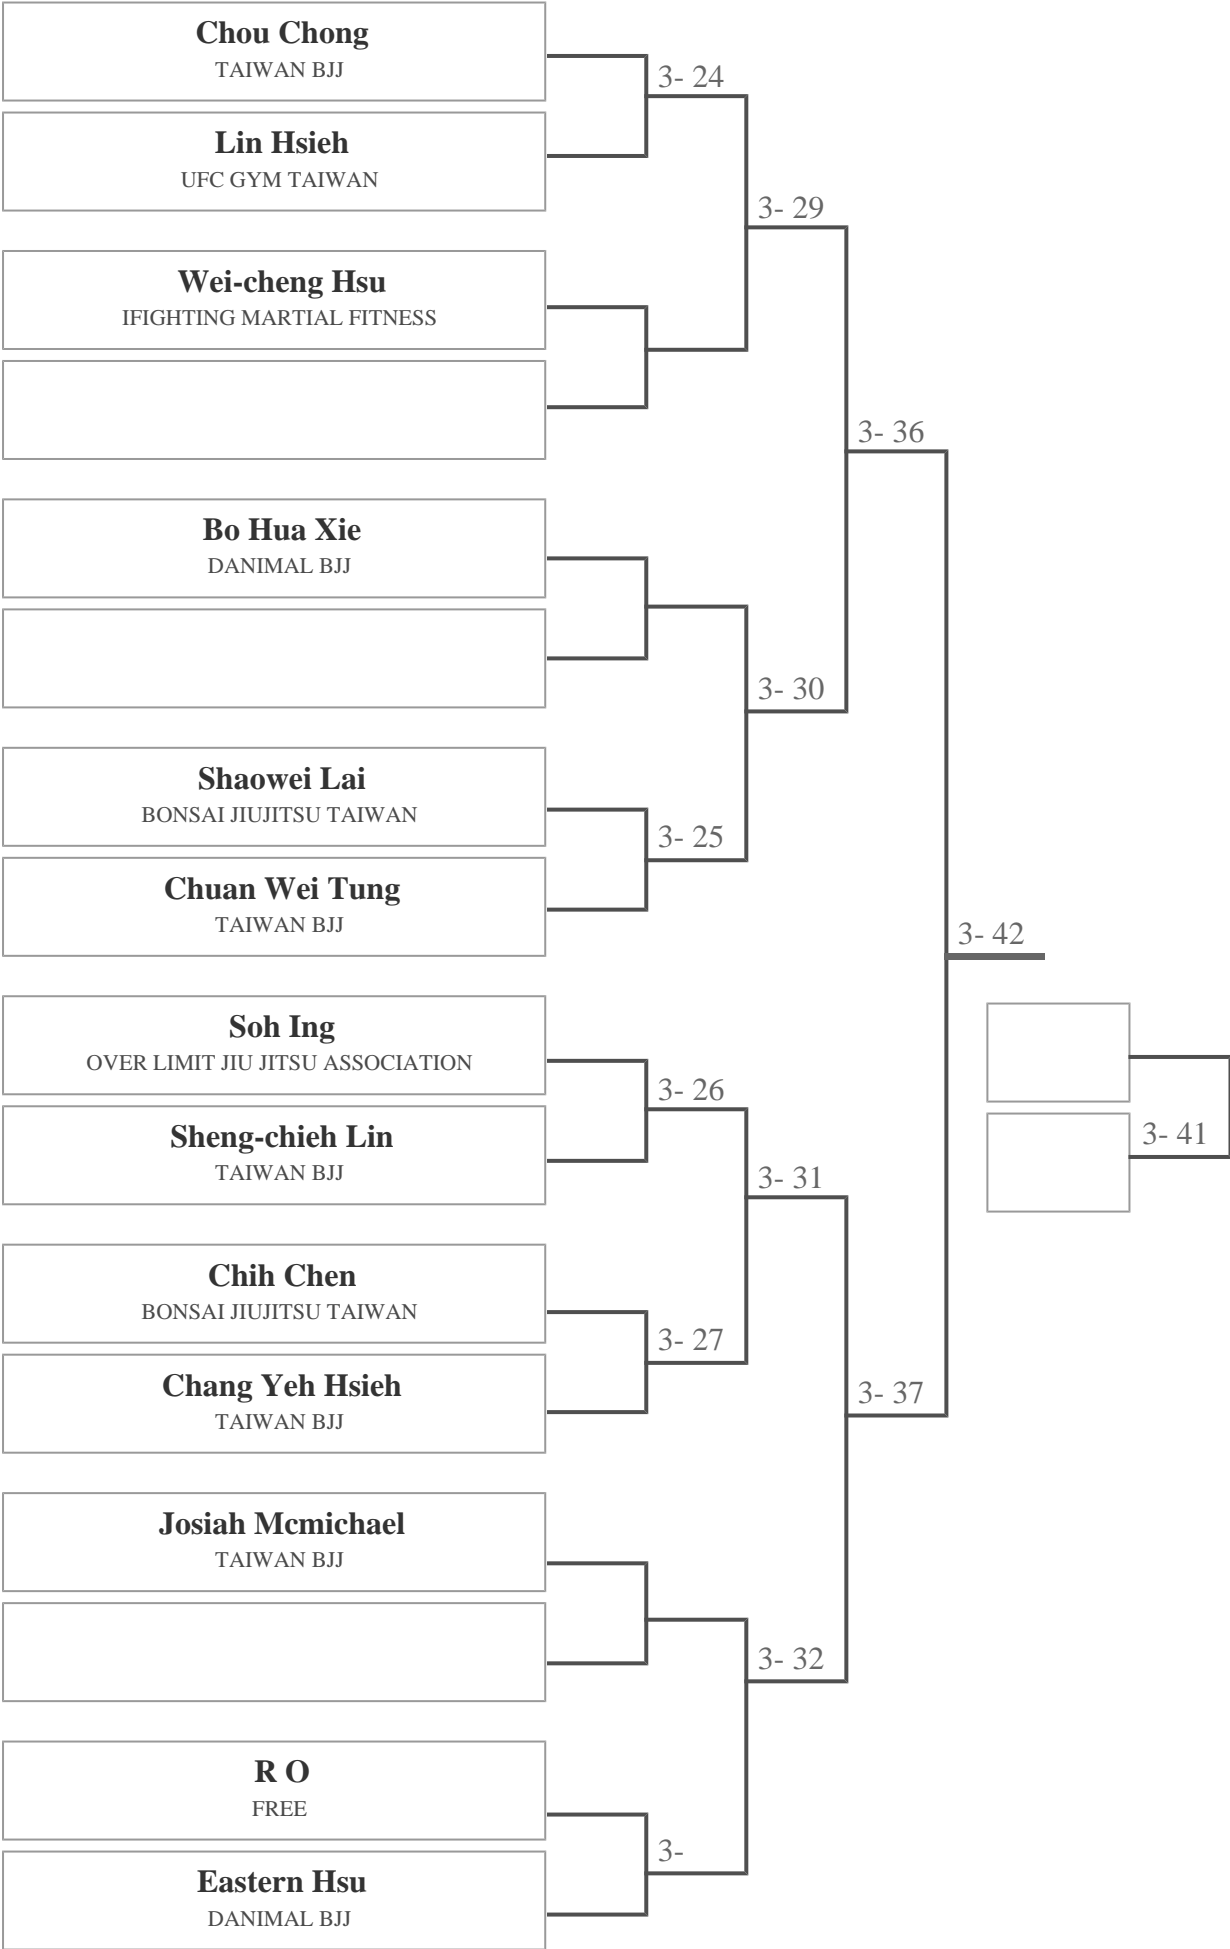 Chou Chong
TAIWAN BJJ
3- 24
Lin Hsieh
UFC GYM TAIWAN
3- 29
Wei-cheng Hsu
IFIGHTING MARTIAL FITNESS
3- 36
Bo Hua Xie
DANIMAL BJJ
3- 30
Shaowei Lai
BONSAI JIUJITSU TAIWAN
3- 25
Chuan Wei Tung
TAIWAN BJJ
3- 42
Soh Ing
OVER LIMIT JIU JITSU ASSOCIATION
3- 26
Sheng-chieh Lin
TAIWAN BJJ
3- 41
3- 31
Chih Chen
BONSAI JIUJITSU TAIWAN
3- 27
Chang Yeh Hsieh
TAIWAN BJJ
3- 37
Josiah Mcmichael
TAIWAN BJJ
3- 32
R O
FREE
3-
Eastern Hsu
DANIMAL BJJ